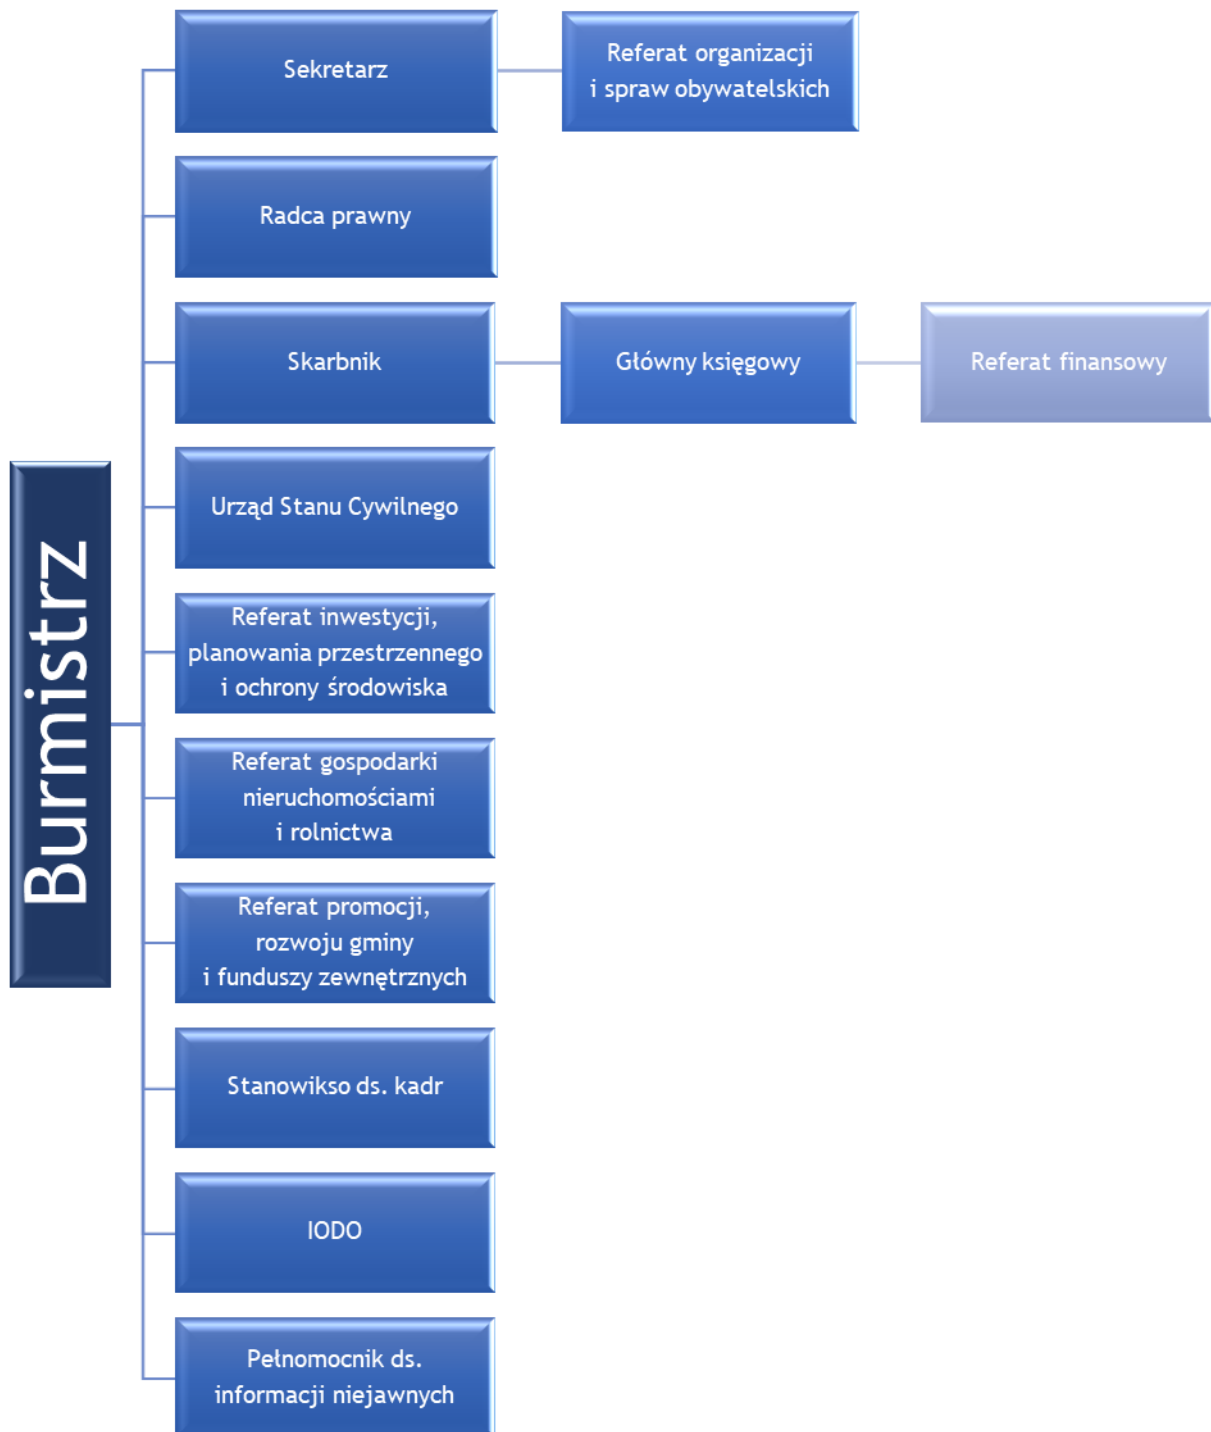 Burmistrz
Sekretarz
Referat organizacji
i spraw obywatelskich
Radca prawny
Skarbnik
Główny księgowy
Referat finansowy
Urząd Stanu Cywilnego
Referat inwestycji,
planowania przestrzennego
i ochrony środowiska
Referat gospodarki
nieruchomościami
i rolnictwa
Referat promocji,
rozwoju gminy
i funduszy zewnętrznych
Stanowikso ds. kadr
IODO
Pełnomocnik ds.
informacji niejawnych